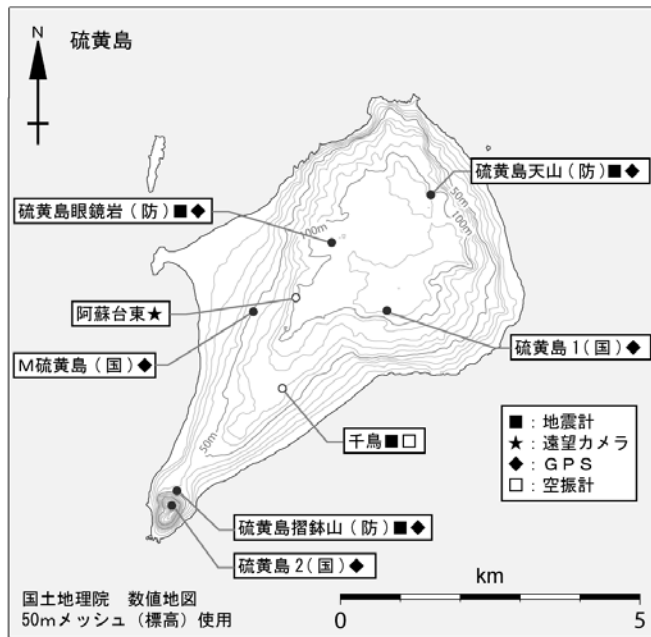 N
硫黄島
硫黄島天山(防)■◆
硫黄島眼鏡岩(防)■◆
50m
100m
100m
阿蘇台東★
M硫黄島(国)◆
硫黄島1(国)◆
千鳥■□
50m
■:地震計
★:遠望カメラ
◆:GPS
□:空振計
硫黄島摺鉢山(防)■◆
硫黄島2(国)◆
国土地理院 数値地図
50mメッシュ(標高)使用
km
0 5